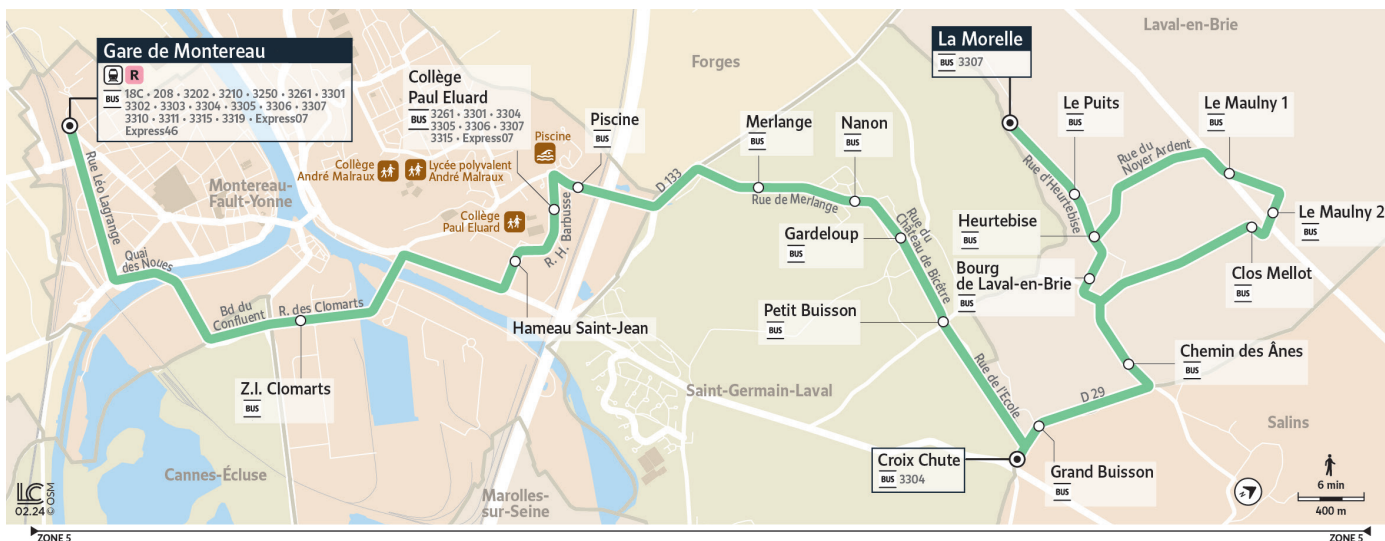 Gare de Montereau
R
BUS 18C • 208 • 3202 • 3210 • 3250 • 3261 • 3301
3302 • 3303 • 3304 • 3305 • 3306 • 3307
3310 • 3311 • 3315 • 3319 • Express07
Express46
Rue Léo Lagrange
Montereau-
Fault-Yonne
Quai
des Noues
Bd du
Confluent
R. des Clomarts
Z.I. Clomarts
BUS
Cannes-Écluse
Collège
Paul Eluard
BUS 3261 • 3301 • 3304
3305 • 3306 • 3307
3315 • Express07
Collège
André Malraux
Lycée polyvalent
André Malraux
Piscine
Collège
Paul Eluard
R. H. Barbusse
Hameau Saint-Jean
Piscine
BUS
Marolles-
sur-Seine
D 133
Forges
Merlange
BUS
Rue de Merlange
Nanon
BUS
Gardeloup
BUS
Rue du
Château de Bicêtre
Petit Buisson
BUS
Saint-Germain-Laval
Rue de l'Ecole
Croix Chute
BUS 3304
Grand Buisson
BUS
D 29
Chemin des Ânes
BUS
Salins
La Morelle
BUS 3307
Laval-en-Brie
Le Puits
BUS
Rue d'Heurtebise
Heurtebise
BUS
Bourg
de Laval-en-Brie
BUS
Rue du
Noyer Ardent
Le Maulny 1
BUS
Le Maulny 2
BUS
Clos Mellot
BUS
LC
02.24 © OSM
N
6 min
400 m
ZONE 5
ZONE 5